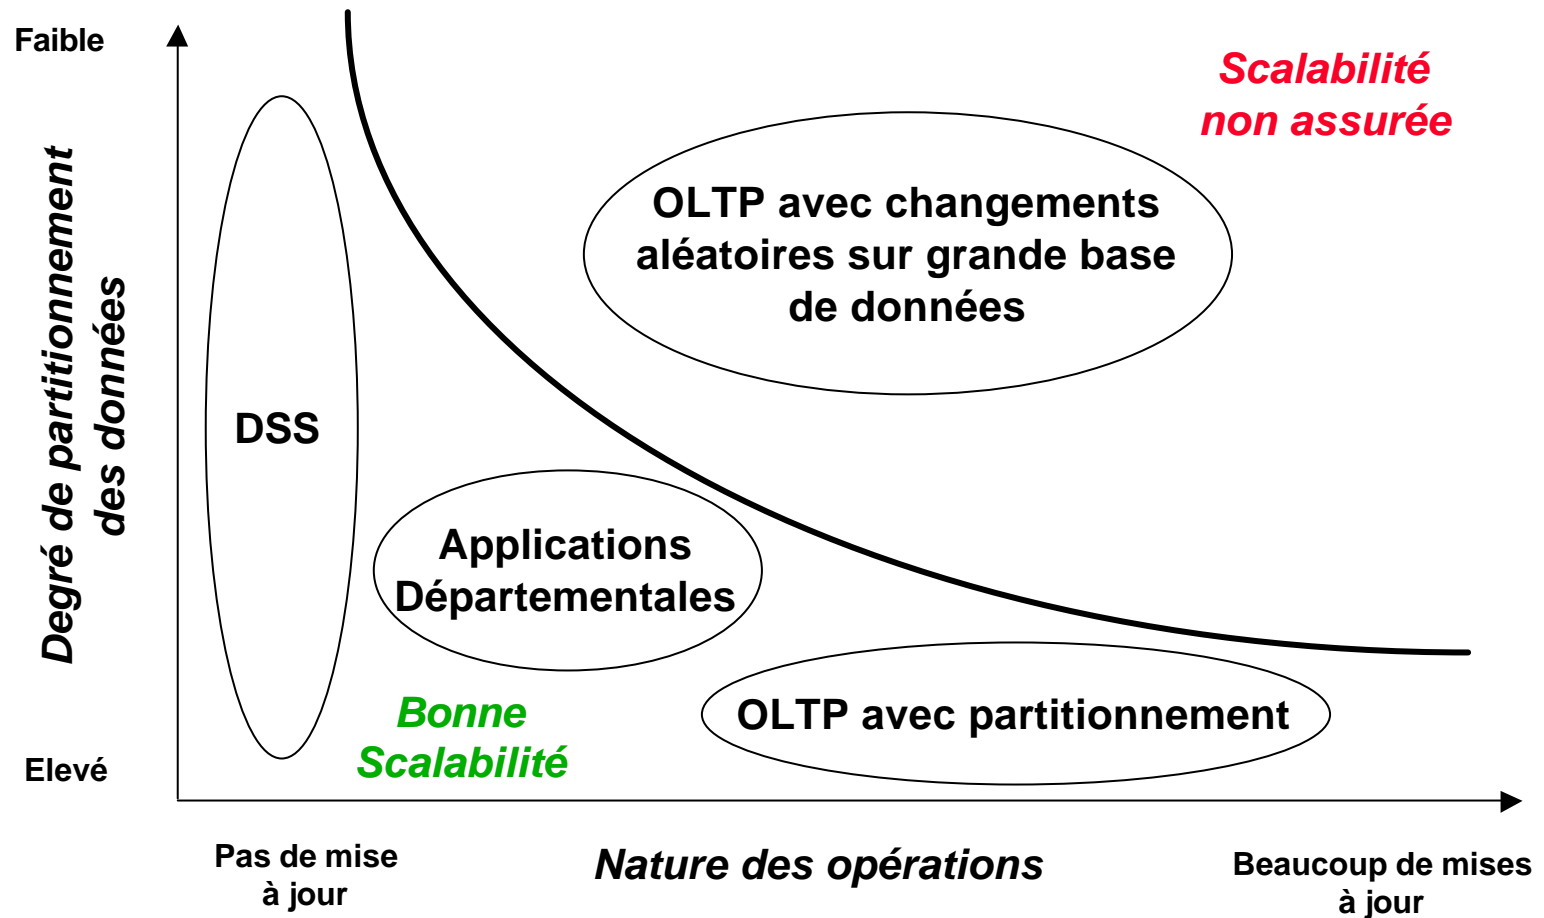 Faible
Scalabilité
non assurée
OLTP avec changements
aléatoires sur grande base
de données
Degré de partitionnement
des données
DSS
Applications
Départementales
Bonne
Scalabilité
OLTP avec partitionnement
Elevé
Pas de mise
à jour
Nature des opérations
Beaucoup de mises
à jour